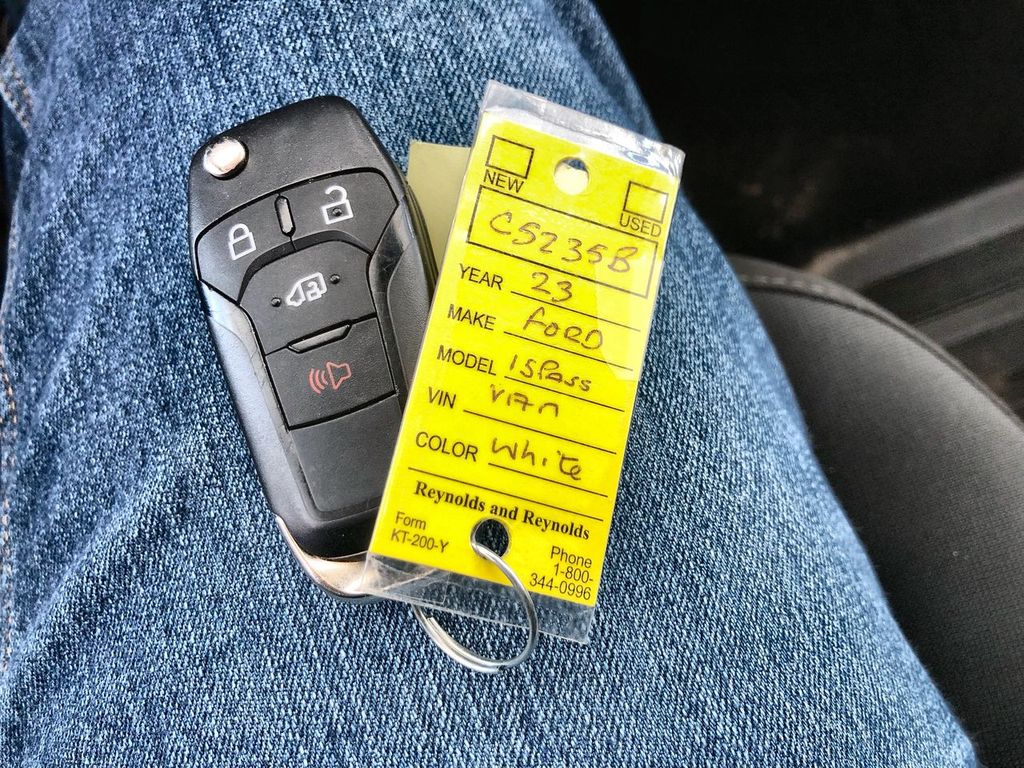 NEW USED
C5235B
YEAR 23
MAKE FORD
MODEL 15Pass
VIN Van
COLOR White
Reynolds and Reynolds
Form
KT-200-Y
Phone
1-800-
344-0996